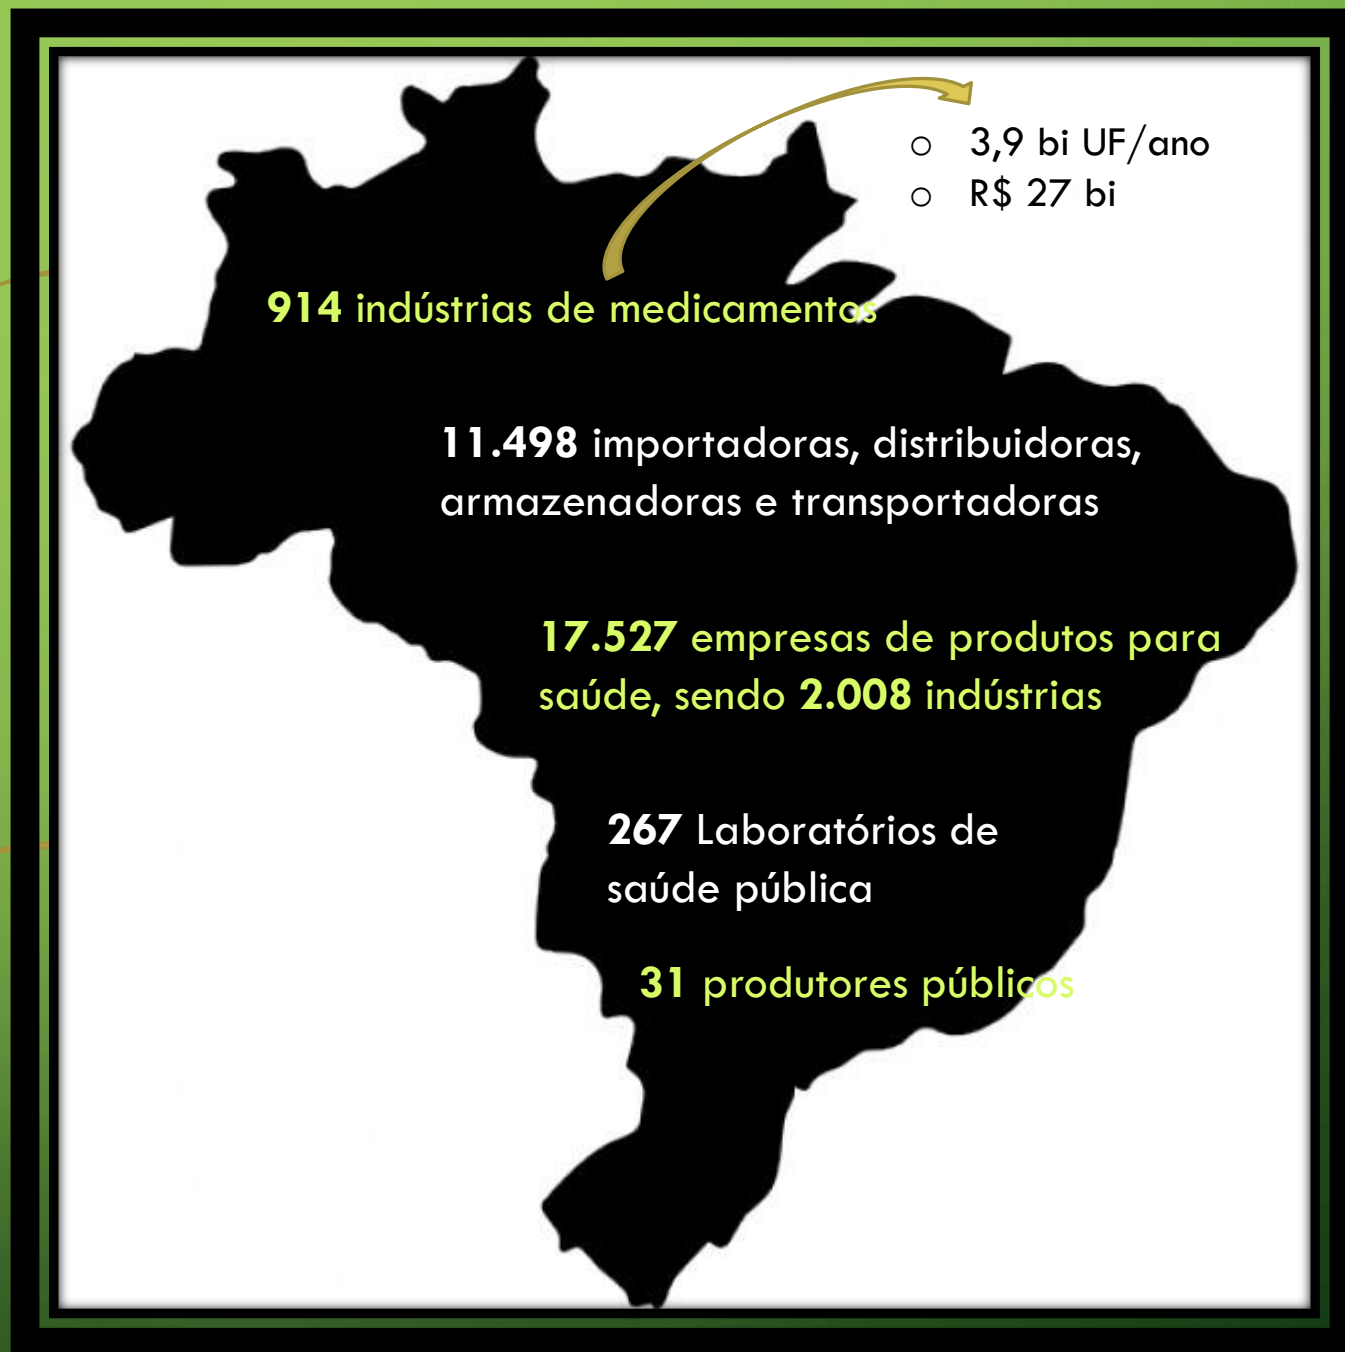 3,9 bi UF/ano
R$ 27 bi
914 indústrias de medicamentos
11.498 importadoras, distribuidoras,
armazenadoras e transportadoras
17.527 empresas de produtos para
saúde, sendo 2.008 indústrias
267 Laboratórios de
saúde pública
31 produtores públicos